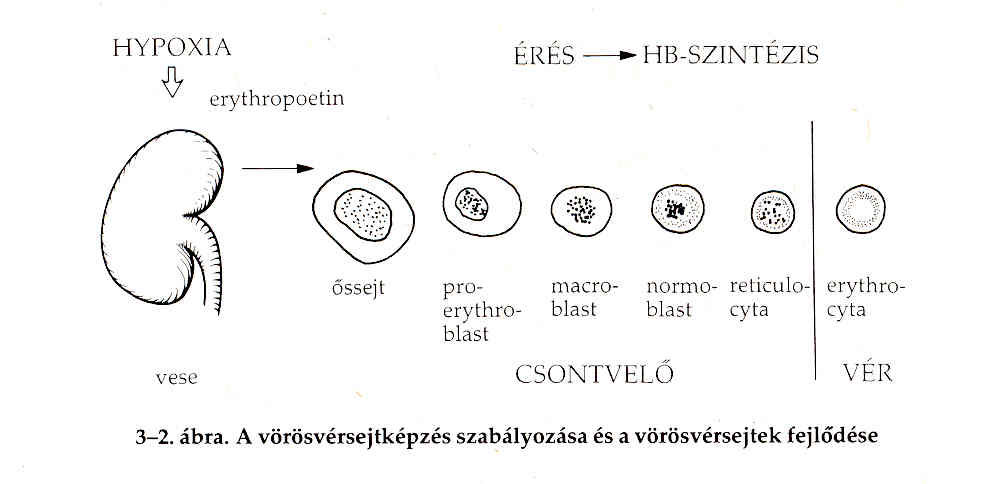 HYPOXIA
ÉRÉS → HB-SZINTÉZIS
erythropoetin
őssejt
pro-
erythro-
blast
macro-
blast
normo-
blast
reticulo-
cyta
erythro-
cyta
vese
CSONTVELŐ
VÉR
3–2. ábra. A vörösvérsejtképzés szabályozása és a vörösvérsejtek fejlődése